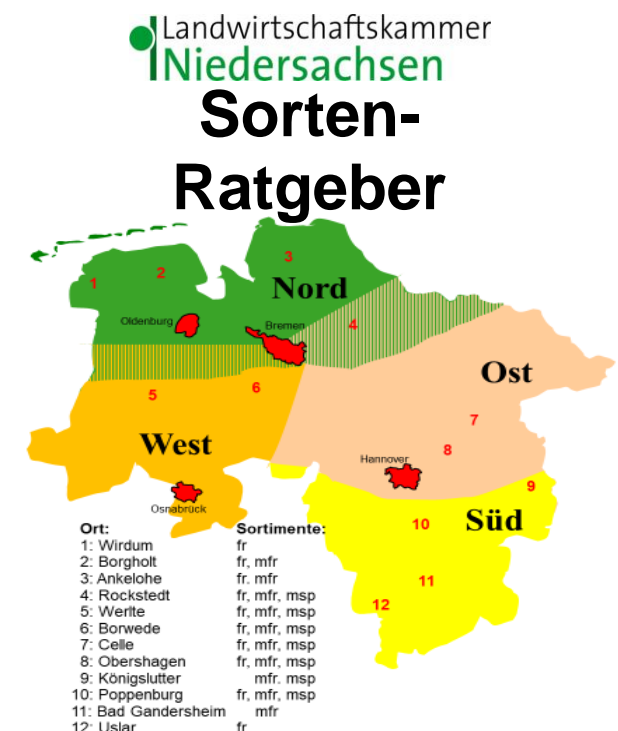 Landwirtschaftskammer
Niedersachsen
Sorten-
Ratgeber
3
2
1
Nord
Oldenburg
Bremen
4
Ost
6
5
7
West
8
Hannover
9
Osnabrück
10
Süd
11
12
Ort: Sortimente:
1: Wirdum fr
2: Borgholt fr, mfr
3: Ankelohe fr. mfr
4: Rockstedt fr, mfr, msp
5: Werlte fr, mfr, msp
6: Borwede fr, mfr, msp
7: Celle fr, mfr, msp
8: Obershagen fr, mfr, msp
9: Königslutter mfr. msp
10: Poppenburg fr, mfr, msp
11: Bad Gandersheim mfr
12: Uslar fr